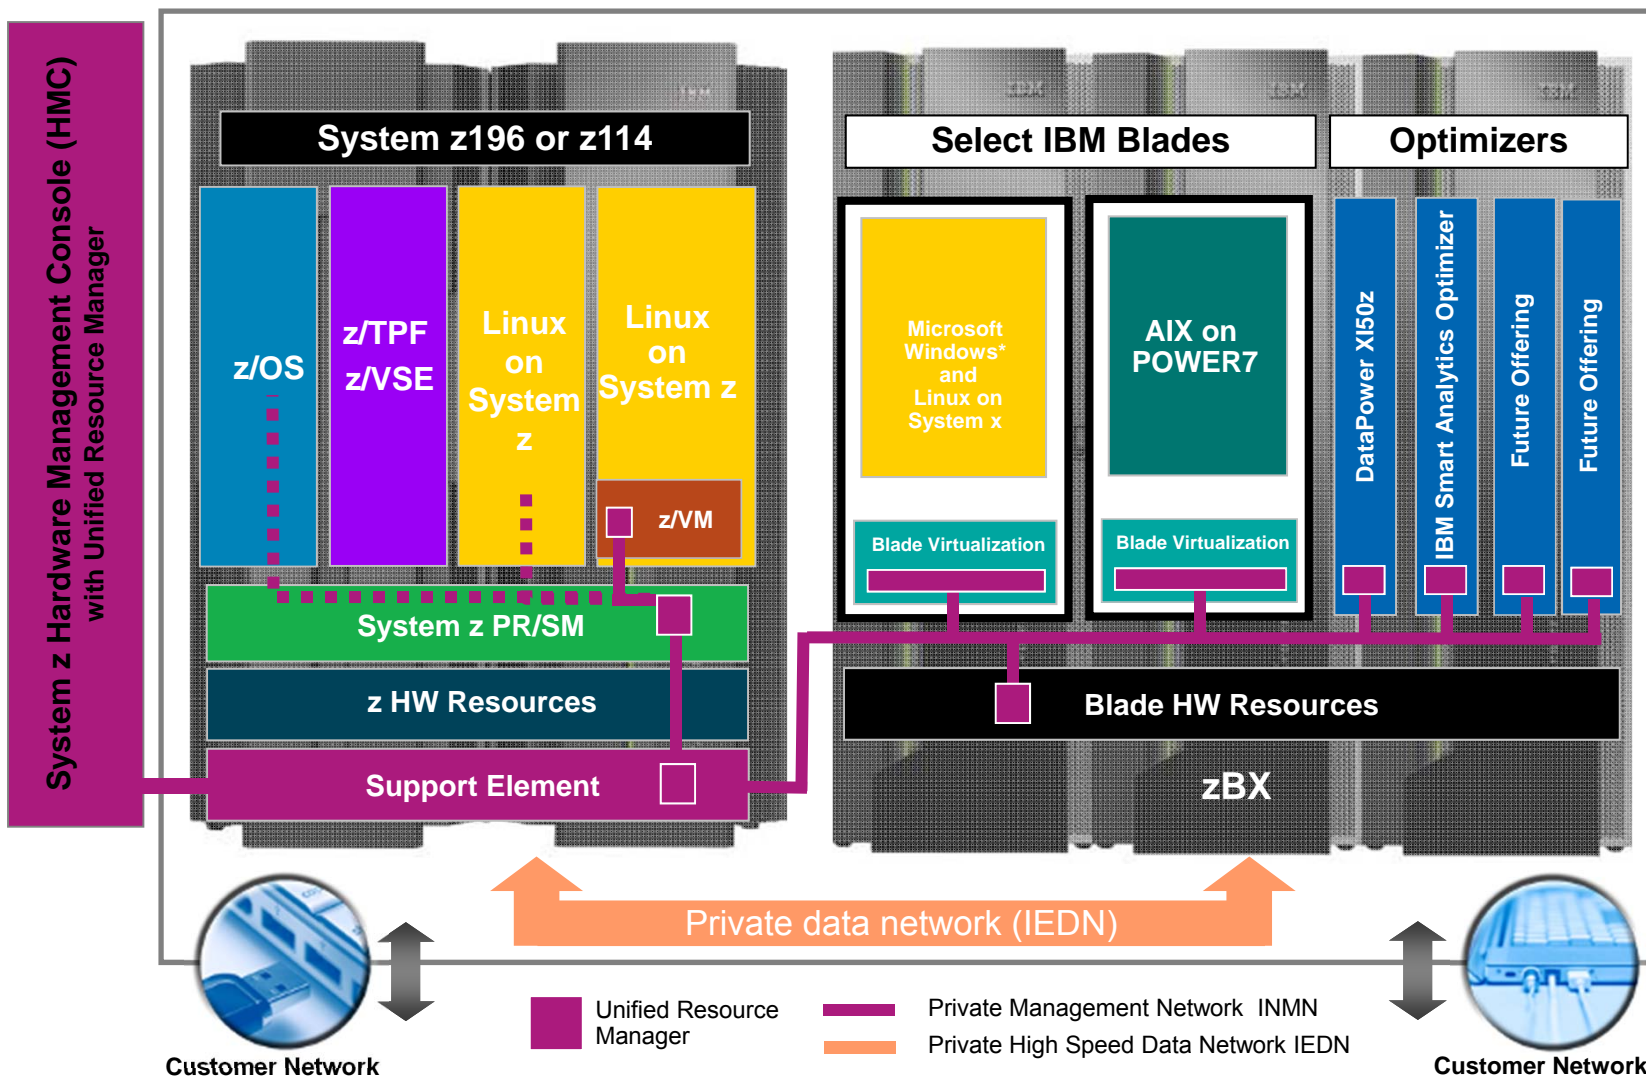 System z Hardware Management Console (HMC)
with Unified Resource Manager
IBM
IBM
IBM
IBM
System z196 or z114
Select IBM Blades
Optimizers
z/OS
z/TPF
z/VSE
Linux
on
System
z
Linux
on
System z
z/VM
Microsoft
Windows*
and
Linux on
System x
AIX on
POWER7
Blade Virtualization
Blade Virtualization
DataPower XI50z
IBM Smart Analytics Optimizer
Future Offering
Future Offering
System z PR/SM
z HW Resources
Support Element
Blade HW Resources
zBX
Private data network (IEDN)
Unified Resource
Manager
Private Management Network INMN
Private High Speed Data Network IEDN
Customer Network
Customer Network